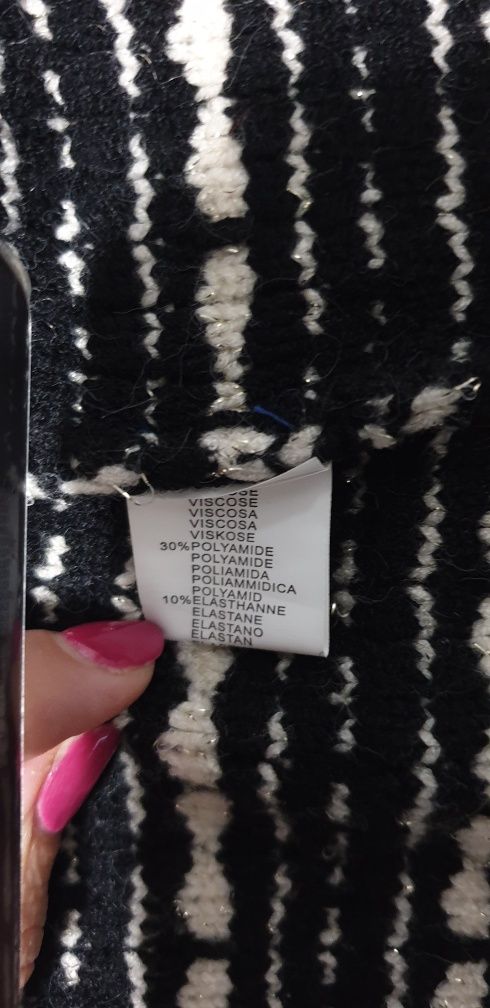 VISCOSE
VISCOSA
VISCOSA
VISKOSE
30%POLYAMIDE
POLYAMIDE
POLIAMIDA
POLIAMMIDICA
POLYAMID
10%ELASTHANNE
ELASTANE
ELASTANO
ELASTAN